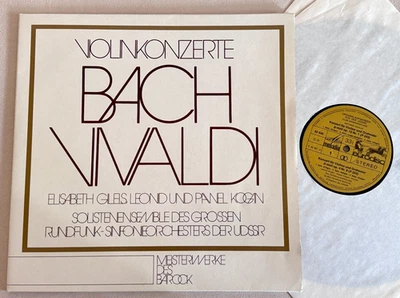 VIOLINKONZERTE
BACH
VIVALDI
ELISABETH GILELS, LEONID UND PAWEL KOGAN
SOLISTENENSEMBLE DES GROSSEN
RUNDFUNK-SINFONIEORCHESTERS DER UDSSR
MEISTERWERKE
DES
BAROCK
eurodisc
STEREO